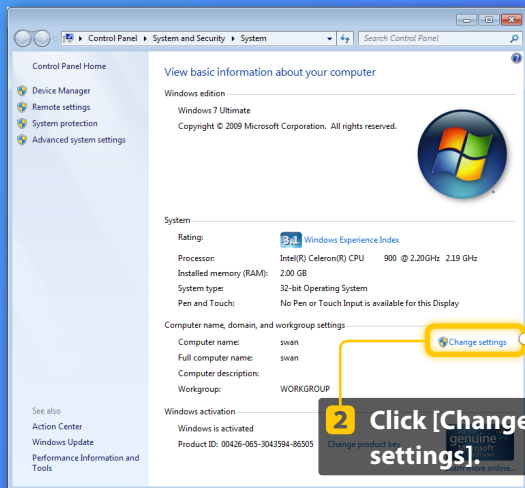 Control Panel ▸ System and Security ▸ System
Search Control Panel
Control Panel Home
Device Manager
Remote settings
System protection
Advanced system settings
View basic information about your computer
Windows edition
Windows 7 Ultimate
Copyright © 2009 Microsoft Corporation. All rights reserved.
System
Rating: 3,1 Windows Experience Index
Processor: Intel(R) Celeron(R) CPU 900 @ 2.20GHz 2.19 GHz
Installed memory (RAM): 2.00 GB
System type: 32-bit Operating System
Pen and Touch: No Pen or Touch Input is available for this Display
Computer name, domain, and workgroup settings
Computer name: swan
Change settings
Full computer name: swan
Computer description:
Workgroup: WORKGROUP
Windows activation
Windows is activated
Product ID: 00426-065-3043594-86505 Change product key
2 Click [Change
settings].
genuine
Microsoft
software
Learn more online...
See also
Action Center
Windows Update
Performance Information and
Tools